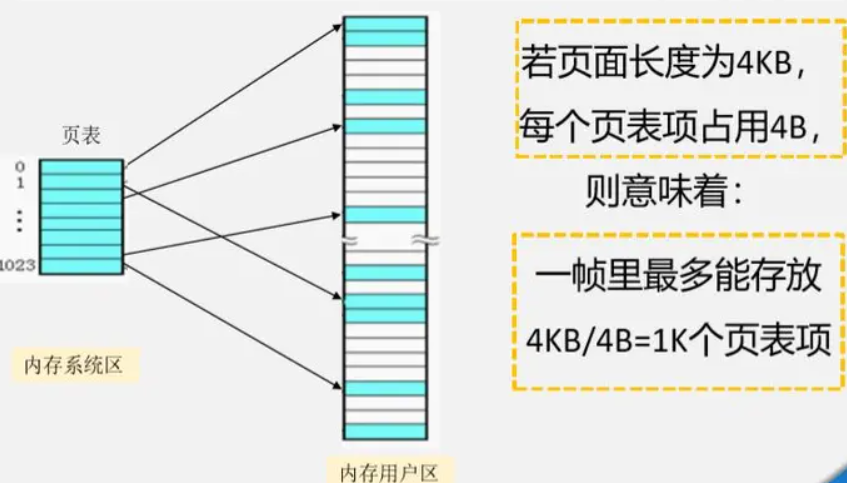 页表
0
1
⋮
1023
内存系统区
内存用户区
若页面长度为4KB，
每个页表项占用4B，
则意味着：
一帧里最多能存放
4KB/4B=1K个页表项